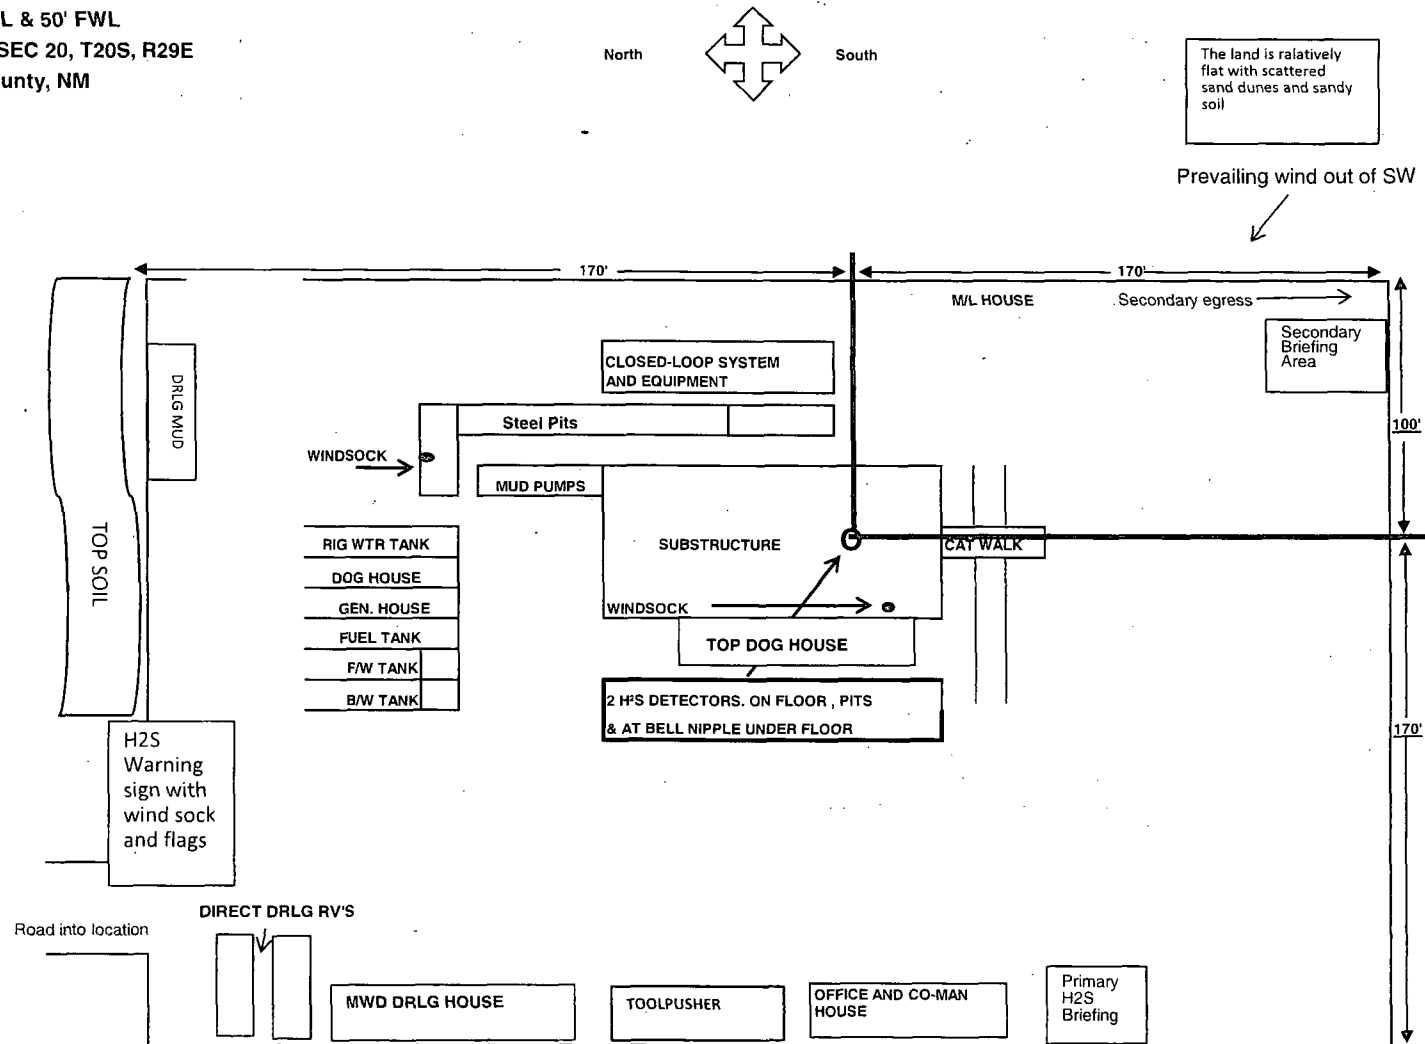 L & 50' FWL
SEC 20, T20S, R29E
unty, NM
North
South
The land is ralatively
flat with scattered
sand dunes and sandy
soil
Prevailing wind out of SW
170'
170'
M/L HOUSE
Secondary egress
Secondary
Briefing
Area
CLOSED-LOOP SYSTEM
AND EQUIPMENT
DRLG MUD
Steel Pits
100'
WINDSOCK
MUD PUMPS
TOP SOIL
RIG WTR TANK
SUBSTRUCTURE
CAT WALK
DOG HOUSE
GEN. HOUSE
WINDSOCK
FUEL TANK
TOP DOG HOUSE
F/W TANK
B/W TANK
2 H²S DETECTORS. ON FLOOR , PITS
& AT BELL NIPPLE UNDER FLOOR
170'
H2S
Warning
sign with
wind sock
and flags
DIRECT DRLG RV'S
Road into location
MWD DRLG HOUSE
TOOLPUSHER
OFFICE AND CO-MAN
HOUSE
Primary
H2S
Briefing